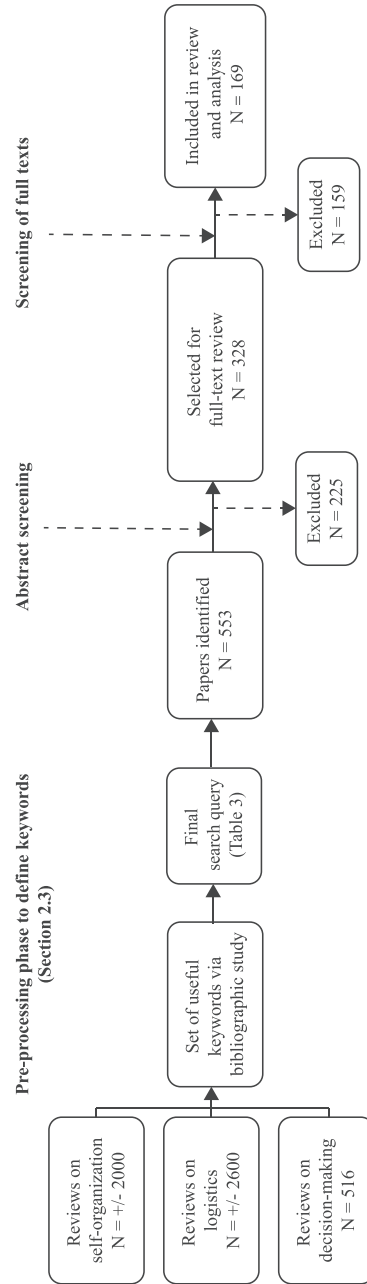 Pre-processing phase to define keywords
(Section 2.3)
Abstract screening
Screening of full texts
Reviews on
self-organization
N = +/- 2000
Reviews on
logistics
N = +/- 2600
Reviews on
decision-making
N = 516
Set of useful
keywords via
bibliographic study
Final
search query
(Table 3)
Papers identified
N = 553
Excluded
N = 225
Selected for
full-text review
N = 328
Excluded
N = 159
Included in review
and analysis
N = 169